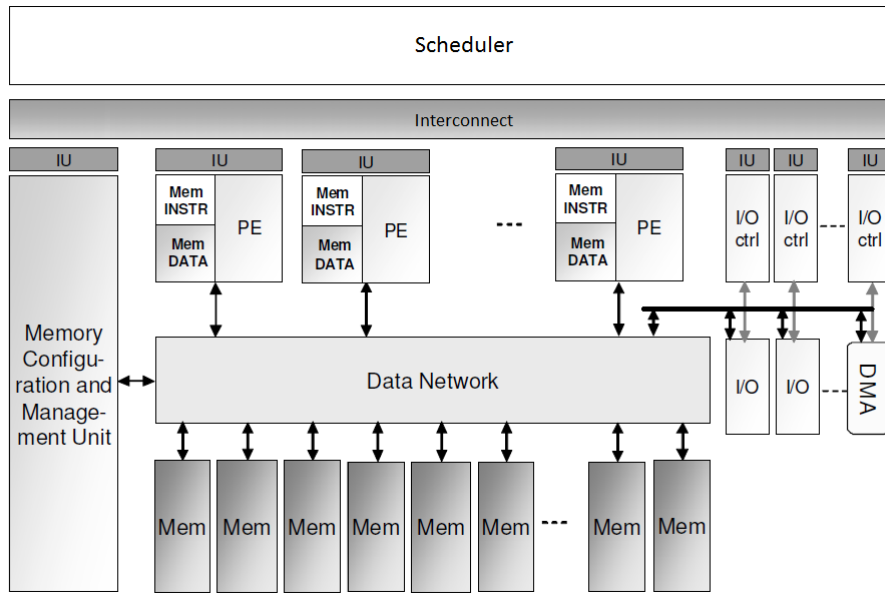 Scheduler
Interconnect
IU
IU
IU
IU
IU
IU
IU
Mem
INSTR
Mem
DATA
PE
Mem
INSTR
Mem
DATA
PE
Mem
INSTR
Mem
DATA
PE
I/O
ctrl
I/O
ctrl
I/O
ctrl
Memory
Configu-
ration and
Manage-
ment Unit
Data Network
I/O
I/O
DMA
Mem
Mem
Mem
Mem
Mem
Mem
Mem
Mem